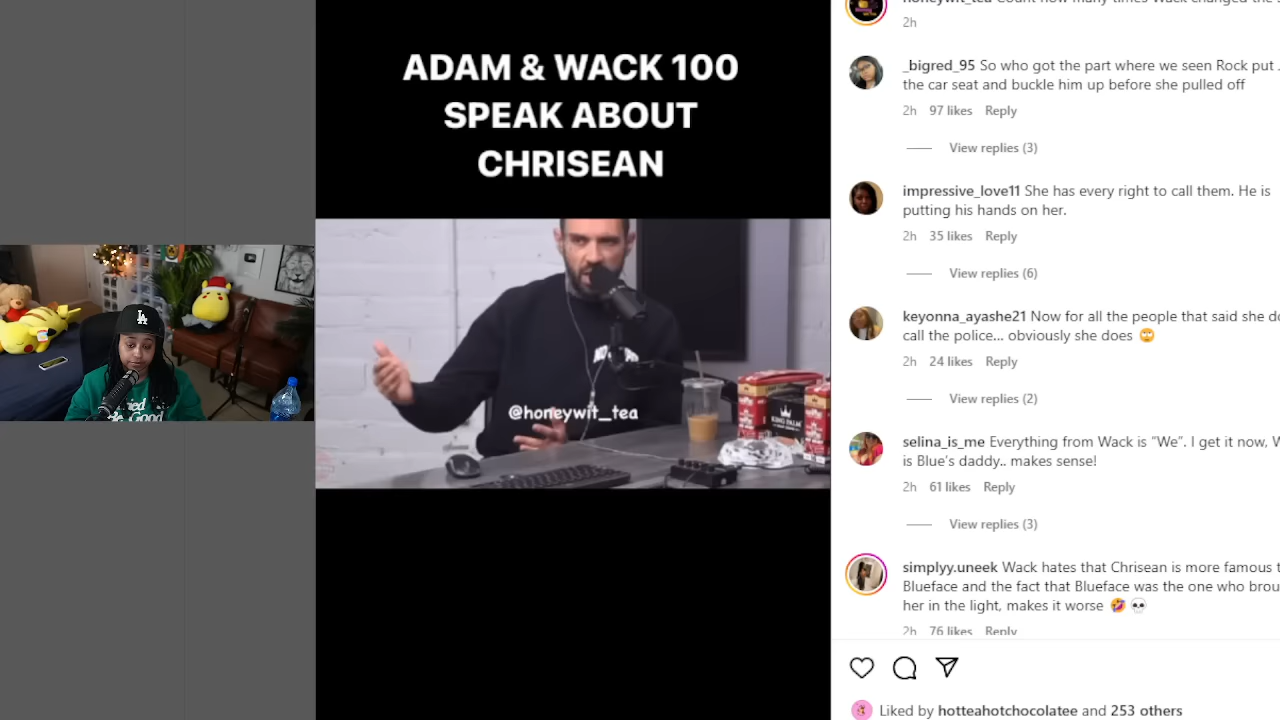 ADAM & WACK 100
SPEAK ABOUT
CHRISEAN
@honeywit_tea
KING PALM
LA
2h
_bigred_95 So who got the part where we seen Rock put
the car seat and buckle him up before she pulled off
2h 97 likes Reply
View replies (3)
impressive_love11 She has every right to call them. He is
putting his hands on her.
2h 35 likes Reply
View replies (6)
keyonna_ayashe21 Now for all the people that said she
call the police... obviously she does 🙄
2h 24 likes Reply
View replies (2)
selina_is_me Everything from Wack is “We”. I get it now,
is Blue’s daddy.. makes sense!
2h 61 likes Reply
View replies (3)
simplyy.uneek Wack hates that Chrisean is more famous
Blueface and the fact that Blueface was the one who
her in the light, makes it worse 🤣 💀
2h 76 likes Reply
Liked by hotteahotchocolatee and 253 others